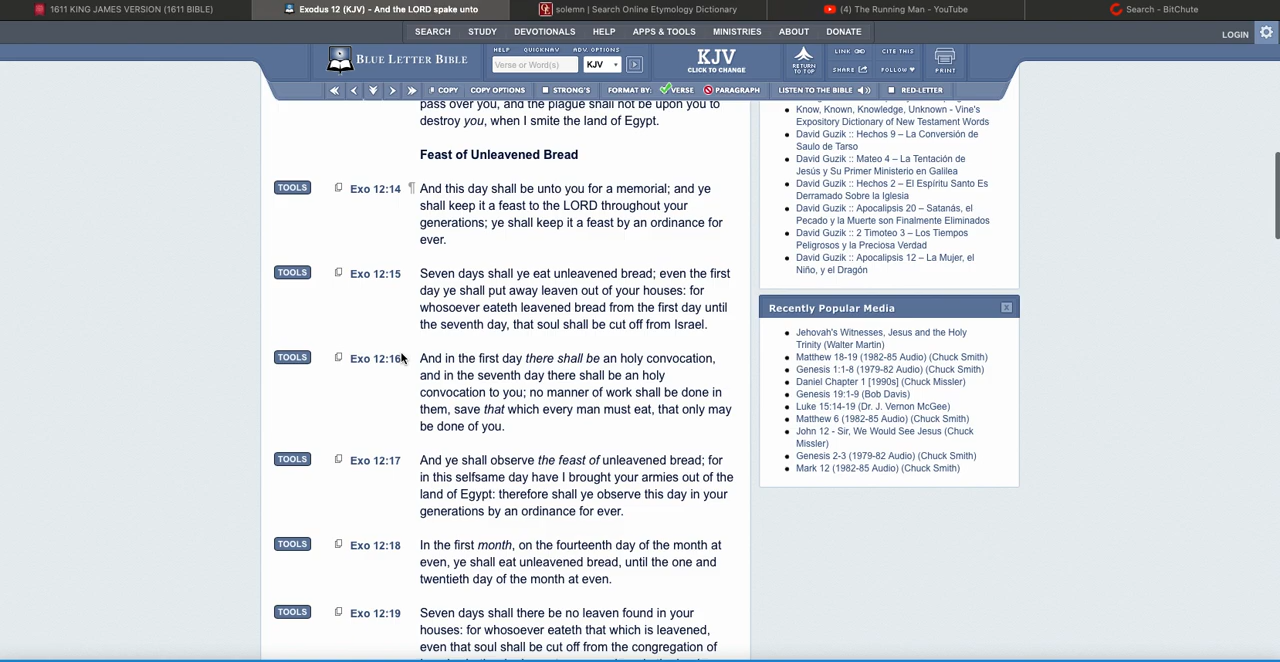 1611 KING JAMES VERSION (1611 BIBLE)
Exodus 12 (KJV) - And the LORD spake unto
solemn | Search Online Etymology Dictionary
(4) The Running Man - YouTube
Search - BitChute
SEARCH STUDY DEVOTIONALS HELP APPS & TOOLS MINISTRIES ABOUT DONATE
LOGIN
BLUE LETTER BIBLE
HELP QUICKNAV ADV. OPTIONS
Verse or Word(s) KJV
KJV
CLICK TO CHANGE
RETURN
TO TOP
LINK CITE THIS
SHARE FOLLOW
PRINT
COPY COPY OPTIONS STRONG'S FORMAT BY: VERSE PARAGRAPH LISTEN TO THE BIBLE RED-LETTER
pass over you, and the plague shall not be upon you to
destroy you, when I smite the land of Egypt.
Feast of Unleavened Bread
TOOLS Exo 12:14 ¶ And this day shall be unto you for a memorial; and ye
shall keep it a feast to the LORD throughout your
generations; ye shall keep it a feast by an ordinance for
ever.
TOOLS Exo 12:15 Seven days shall ye eat unleavened bread; even the first
day ye shall put away leaven out of your houses: for
whosoever eateth leavened bread from the first day until
the seventh day, that soul shall be cut off from Israel.
TOOLS Exo 12:16 And in the first day there shall be an holy convocation,
and in the seventh day there shall be an holy
convocation to you; no manner of work shall be done in
them, save that which every man must eat, that only may
be done of you.
TOOLS Exo 12:17 And ye shall observe the feast of unleavened bread; for
in this selfsame day have I brought your armies out of the
land of Egypt: therefore shall ye observe this day in your
generations by an ordinance for ever.
TOOLS Exo 12:18 In the first month, on the fourteenth day of the month at
even, ye shall eat unleavened bread, until the one and
twentieth day of the month at even.
TOOLS Exo 12:19 Seven days shall there be no leaven found in your
houses: for whosoever eateth that which is leavened,
even that soul shall be cut off from the congregation of
Know, Known, Knowledge, Unknown - Vine's
Expository Dictionary of New Testament Words
David Guzik :: Hechos 9 – La Conversión de
Saulo de Tarso
David Guzik :: Mateo 4 – La Tentación de
Jesús y Su Primer Ministerio en Galilea
David Guzik :: Hechos 2 – El Espíritu Santo Es
Derramado Sobre la Iglesia
David Guzik :: Apocalipsis 20 – Satanás, el
Pecado y la Muerte son Finalmente Eliminados
David Guzik :: 2 Timoteo 3 – Los Tiempos
Peligrosos y la Preciosa Verdad
David Guzik :: Apocalipsis 12 – La Mujer, el
Niño, y el Dragón
Recently Popular Media
Jehovah's Witnesses, Jesus and the Holy
Trinity (Walter Martin)
Matthew 18-19 (1982-85 Audio) (Chuck Smith)
Genesis 1:1-8 (1979-82 Audio) (Chuck Smith)
Daniel Chapter 1 [1990s] (Chuck Missler)
Genesis 19:1-9 (Bob Davis)
Luke 15:14-19 (Dr. J. Vernon McGee)
Matthew 6 (1982-85 Audio) (Chuck Smith)
John 12 - Sir, We Would See Jesus (Chuck
Missler)
Genesis 2-3 (1979-82 Audio) (Chuck Smith)
Mark 12 (1982-85 Audio) (Chuck Smith)